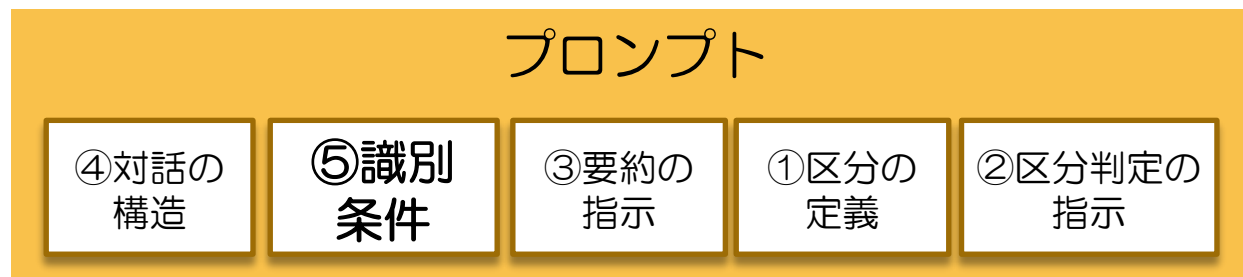 プロンプト
④対話の
構造
⑤識別
条件
③要約の
指示
①区分の
定義
②区分判定の
指示